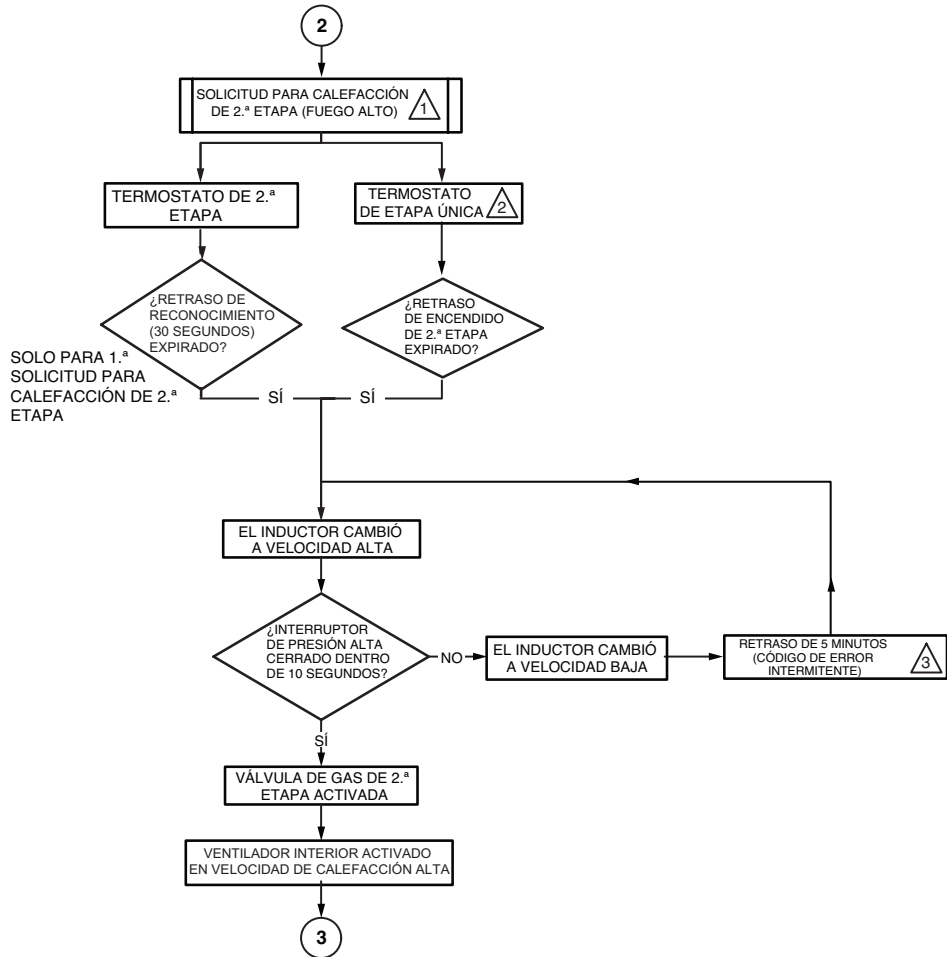 2
SOLICITUD PARA CALEFACCIÓN
DE 2.ª ETAPA (FUEGO ALTO)
1
TERMOSTATO DE 2.ª
ETAPA
TERMOSTATO
DE ETAPA ÚNICA
2
¿RETRASO DE
RECONOCIMIENTO
(30 SEGUNDOS)
EXPIRADO?
¿RETRASO
DE ENCENDIDO
DE 2.ª ETAPA
EXPIRADO?
SOLO PARA 1.ª
SOLICITUD PARA
CALEFACCIÓN DE 2.ª
ETAPA
SÍ
SÍ
EL INDUCTOR CAMBIÓ
A VELOCIDAD ALTA
¿INTERRUPTOR
DE PRESIÓN ALTA
CERRADO DENTRO
DE 10 SEGUNDOS?
NO
EL INDUCTOR CAMBIÓ
A VELOCIDAD BAJA
RETRASO DE 5 MINUTOS
(CÓDIGO DE ERROR
INTERMITENTE)
3
SÍ
VÁLVULA DE GAS DE 2.ª
ETAPA ACTIVADA
VENTILADOR INTERIOR ACTIVADO
EN VELOCIDAD DE CALEFACCIÓN ALTA
3